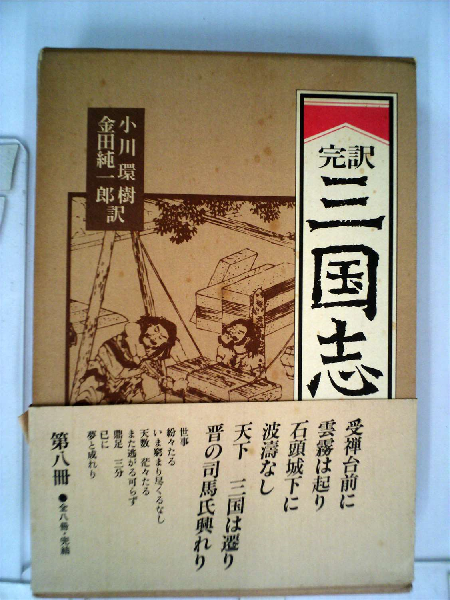 完訳
三国志
小川環樹
金田純一郎訳
受禅台前に
雲霧は起り
石頭城下に
波濤なし
天下 三国は遷り
晉の司馬氏興れり
世事
紛々たる
いま窮まり尽くるなし
天数 茫々たる
また逃がる可らず
鼎足 三分
已に
夢と成れり
第八冊●全八冊・完結